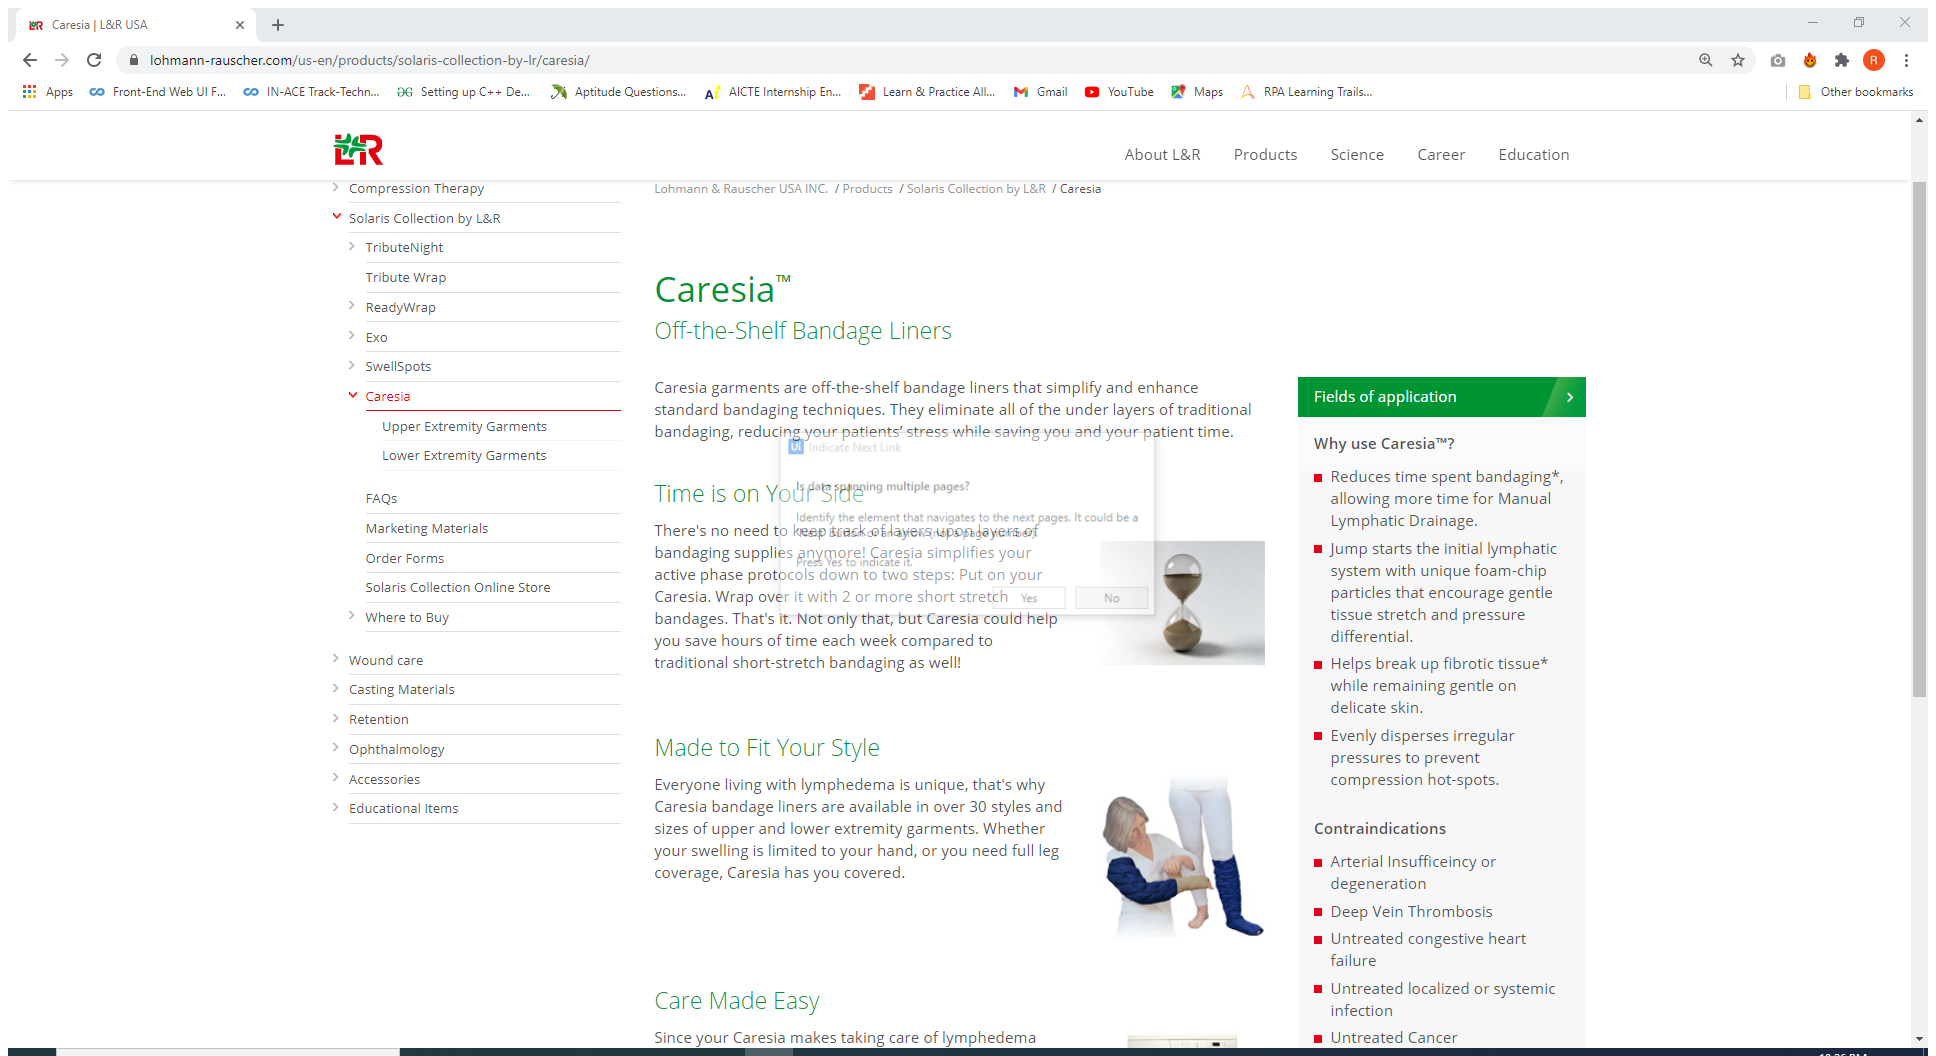 Caresia | L&R USA
lohmann-rauscher.com/us-en/products/solaris-collection-by-lr/caresia/
R
Apps
Front-End Web UI F...
IN-ACE Track-Techn...
Setting up C++ De...
Aptitude Questions...
AICTE Internship En...
Learn & Practice All...
Gmail
YouTube
Maps
RPA Learning Trails...
Other bookmarks
L&R
About L&R
Products
Science
Career
Education
Compression Therapy
Solaris Collection by L&R
TributeNight
Tribute Wrap
ReadyWrap
Exo
SwellSpots
Caresia
Upper Extremity Garments
Lower Extremity Garments
FAQs
Marketing Materials
Order Forms
Solaris Collection Online Store
Where to Buy
Wound care
Casting Materials
Retention
Ophthalmology
Accessories
Educational Items
Lohmann & Rauscher USA INC. / Products / Solaris Collection by L&R / Caresia
Caresia™
Off-the-Shelf Bandage Liners
Caresia garments are off-the-shelf bandage liners that simplify and enhance
standard bandaging techniques. They eliminate all of the under layers of traditional
bandaging, reducing your patients' stress while saving you and your patient time.
Time is on Your Side
There's no need to keep track of layers upon layers of
bandaging supplies anymore! Caresia simplifies your
active phase protocols down to two steps: Put on your
Caresia. Wrap over it with 2 or more short stretch
bandages. That's it. Not only that, but Caresia could help
you save hours of time each week compared to
traditional short-stretch bandaging as well!
Ui Indicate Next Link
Is data spanning multiple pages?
Identify the element that navigates to the next pages. It could be a
'Next' Button or an arrow (not a page number).
Press Yes to indicate it.
Yes
No
Made to Fit Your Style
Everyone living with lymphedema is unique, that's why
Caresia bandage liners are available in over 30 styles and
sizes of upper and lower extremity garments. Whether
your swelling is limited to your hand, or you need full leg
coverage, Caresia has you covered.
Care Made Easy
Since your Caresia makes taking care of lymphedema
Fields of application
Why use Caresia™?
Reduces time spent bandaging*,
allowing more time for Manual
Lymphatic Drainage.
Jump starts the initial lymphatic
system with unique foam-chip
particles that encourage gentle
tissue stretch and pressure
differential.
Helps break up fibrotic tissue*
while remaining gentle on
delicate skin.
Evenly disperses irregular
pressures to prevent
compression hot-spots.
Contraindications
Arterial Insufficeincy or
degeneration
Deep Vein Thrombosis
Untreated congestive heart
failure
Untreated localized or systemic
infection
Untreated Cancer